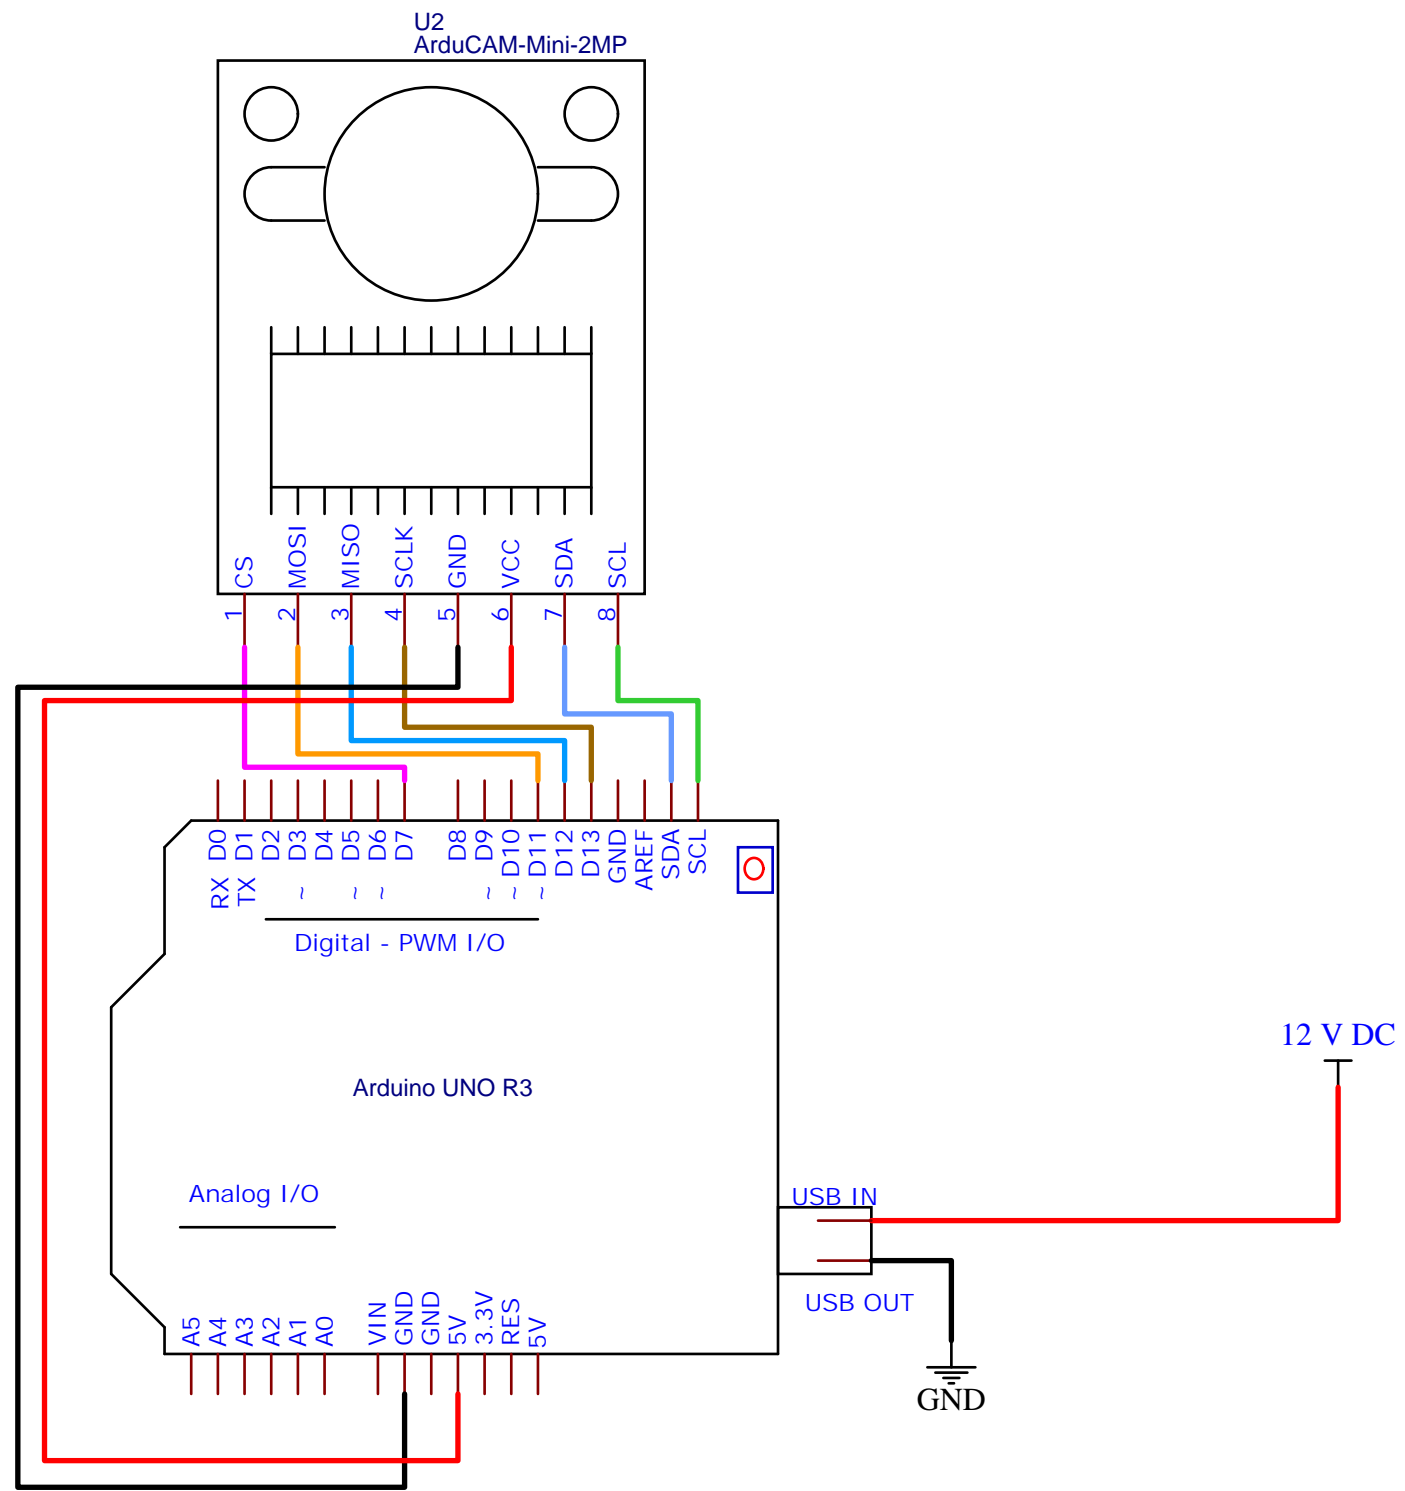 U2
ArduCAM-Mini-2MP
CS
MOSI
MISO
SCLK
GND
VCC
SDA
SCL
1
2
3
4
5
6
7
8
RX D0
TX D1
D2
~ D3
D4
~ D5
~ D6
D7
D8
~ D9
~ D10
~ D11
D12
D13
GND
AREF
SDA
SCL
Digital - PWM I/O
12 V DC
Arduino UNO R3
Analog I/O
USB IN
USB OUT
A5
A4
A3
A2
A1
A0
VIN
GND
GND
5V
3.3V
RES
5V
GND